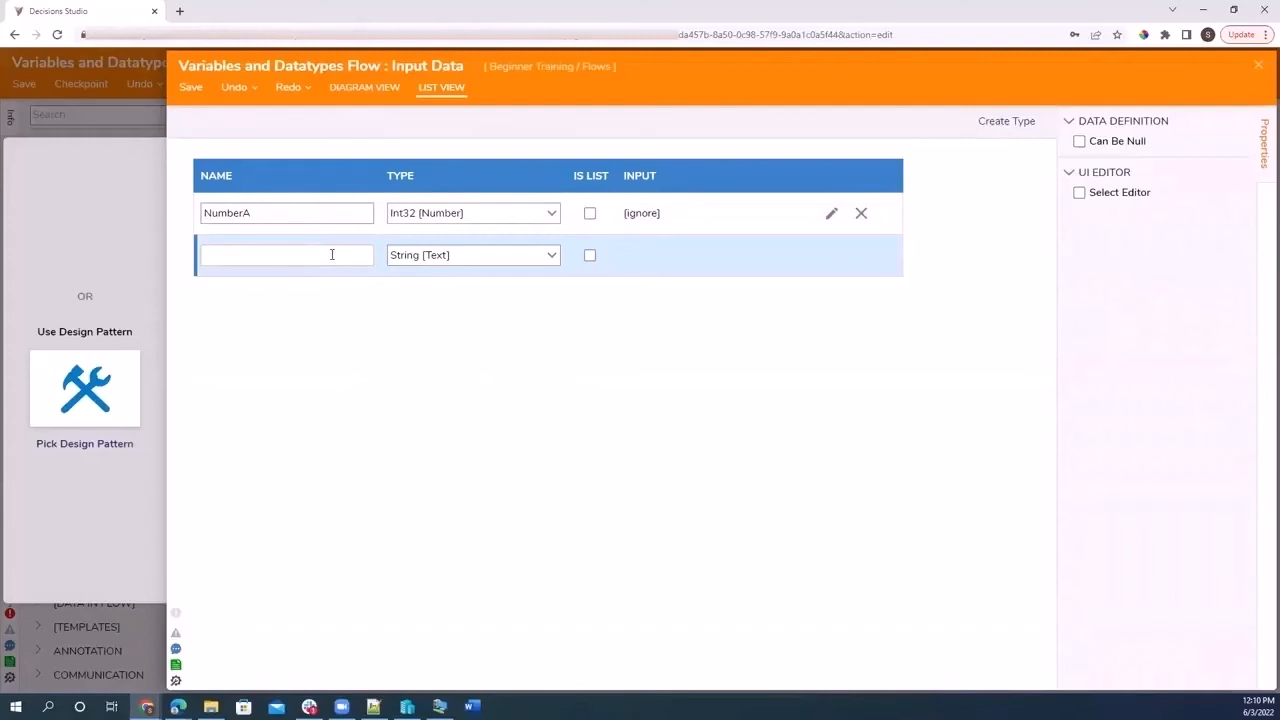 Decisions Studio
da457b-8a50-0c98-57f9-9a0a1c0a5f44&action=edit
S
Update
Variables and Datatype
Save
Checkpoint
Undo
Info
Search
OR
Use Design Pattern
Pick Design Pattern
[DATA IN FLOW]
[TEMPLATES]
ANNOTATION
COMMUNICATION
Variables and Datatypes Flow : Input Data
[ Beginner Training / Flows ]
Save
Undo
Redo
DIAGRAM VIEW
LIST VIEW
Create Type
NAME TYPE IS LIST INPUT
NumberA Int32 [Number] [ignore]
String [Text]
DATA DEFINITION
Can Be Null
UI EDITOR
Select Editor
Properties
12:10 PM
6/3/2022